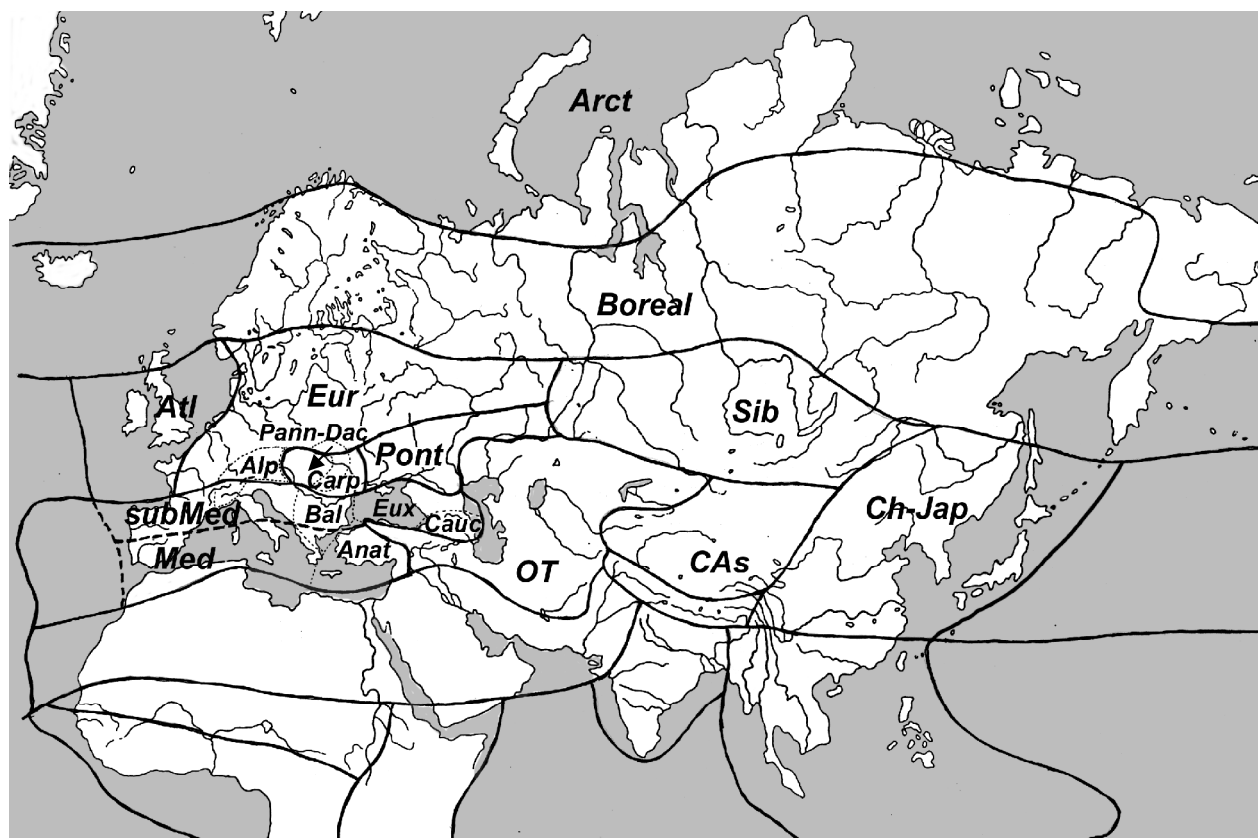 Arct
Boreal
Atl
Eur
Sib
Pann-Dac
Alp
Pont
Carp
subMed
Bal
Eux
Cauc
Ch-Jap
Med
Anat
OT
CAs